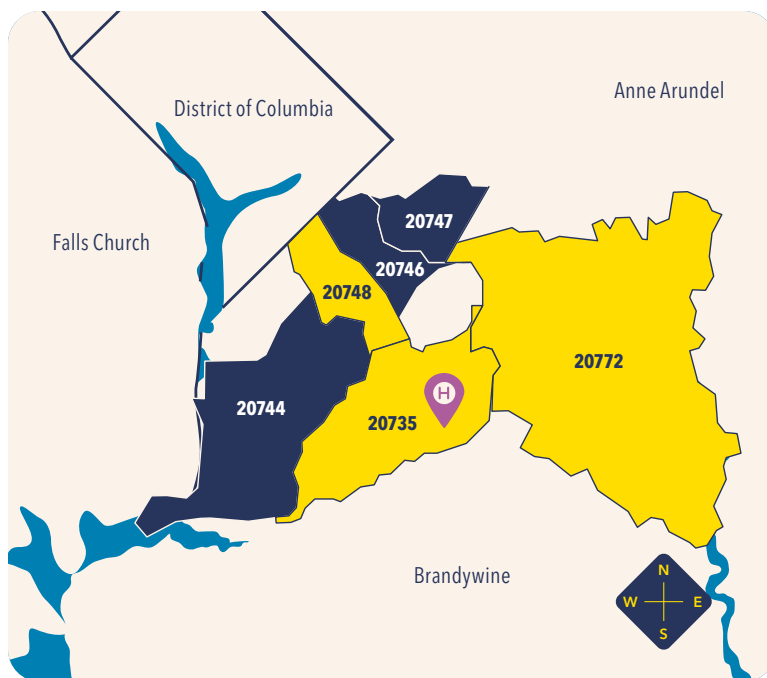 Anne Arundel
District of Columbia
20747
Falls Church
20746
20748
20772
H
20744
20735
N
Brandywine
W E
S